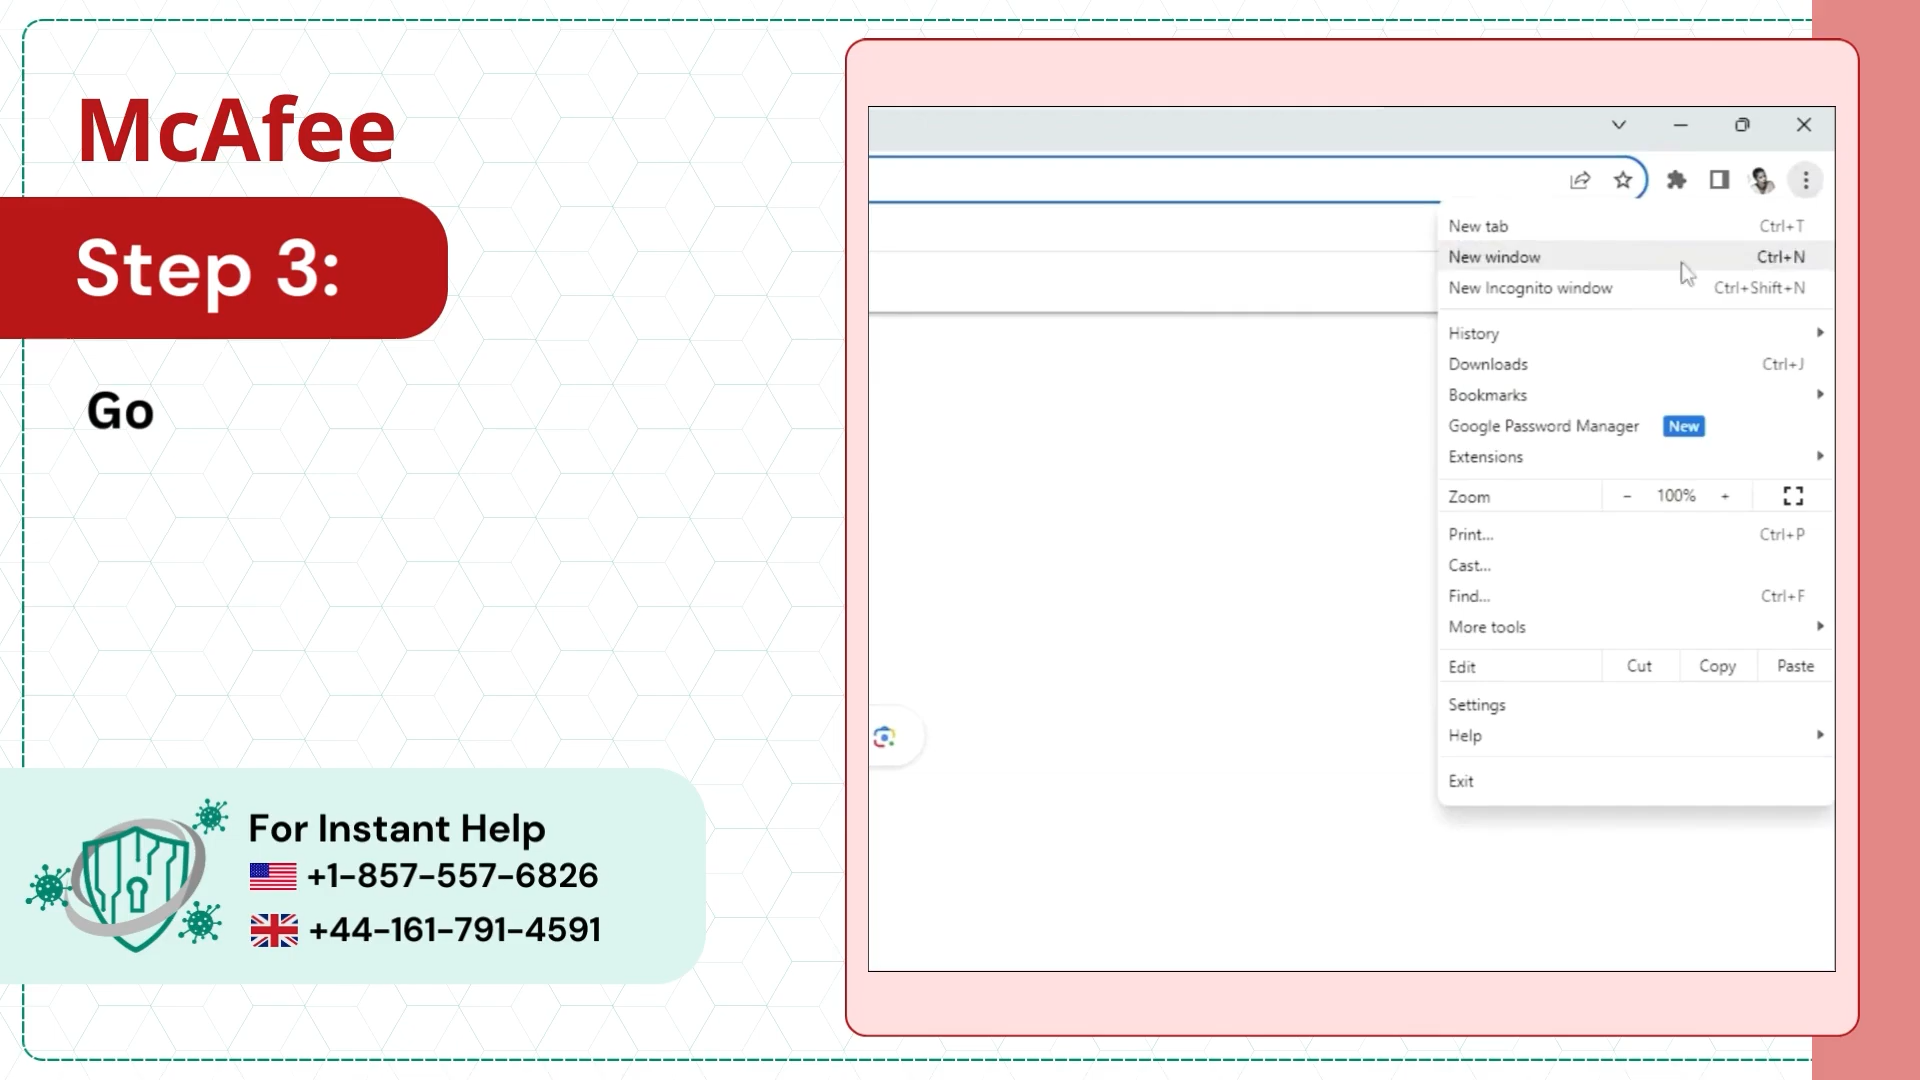 McAfee
Step 3:
Go
For Instant Help
+1-857-557-6826
+44-161-791-4591
New tab Ctrl+T
New window Ctrl+N
New Incognito window Ctrl+Shift+N
History
Downloads Ctrl+J
Bookmarks
Google Password Manager New
Extensions
Zoom - 100% +
Print... Ctrl+P
Cast...
Find... Ctrl+F
More tools
Edit Cut Copy Paste
Settings
Help
Exit